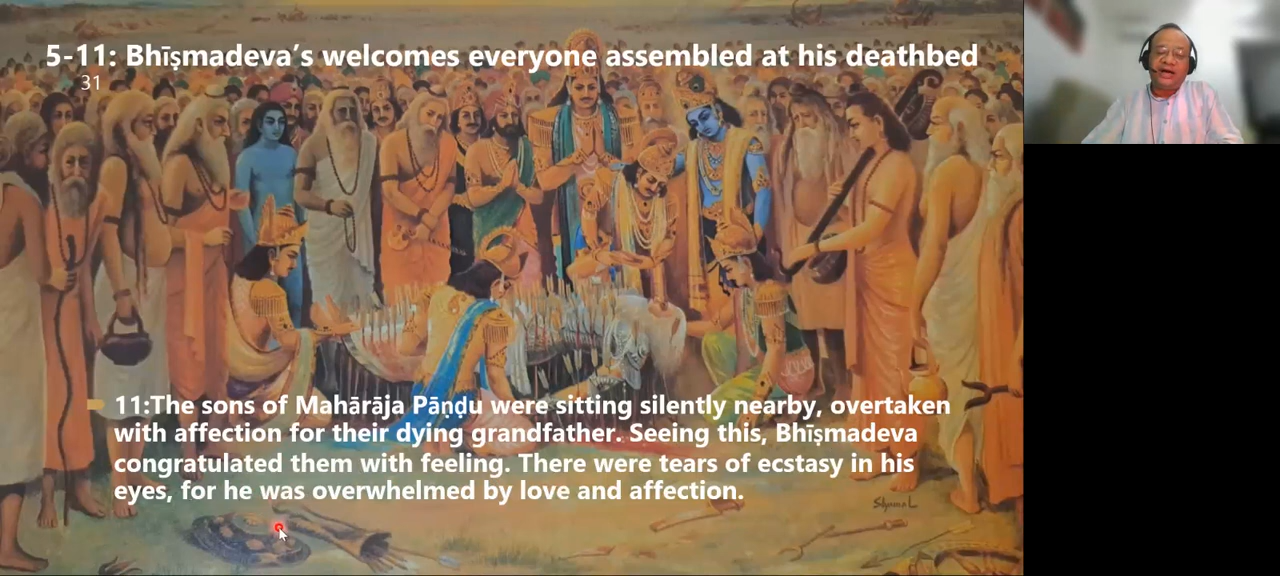 5-11: Bhīṣmadeva’s welcomes everyone assembled at his deathbed
31
11:The sons of Mahārāja Pāṇḍu were sitting silently nearby, overtaken
with affection for their dying grandfather. Seeing this, Bhīṣmadeva
congratulated them with feeling. There were tears of ecstasy in his
eyes, for he was overwhelmed by love and affection.